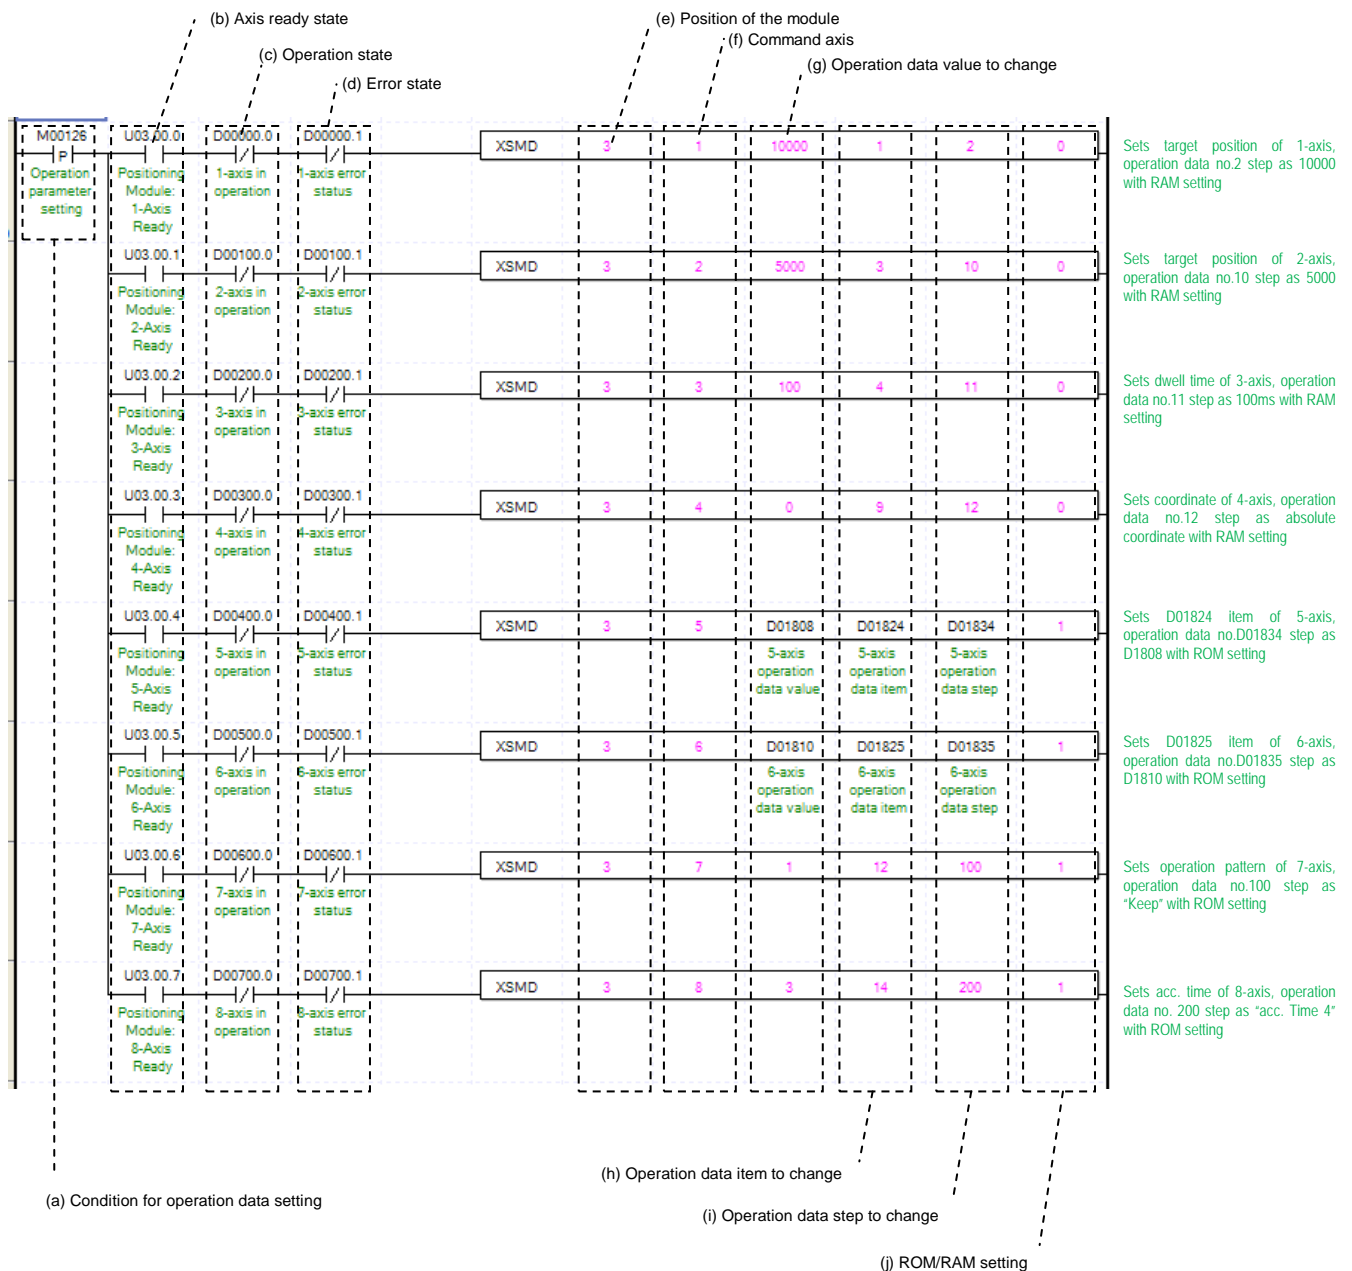 (b) Axis ready state
(e) Position of the module
(f) Command axis
(c) Operation state
(g) Operation data value to change
(d) Error state
M00126 U03.00.0 D00000.0 D00000.1
P
XSMD 3 1 10000 1 2 0
Operation parameter setting
Positioning Module: 1-Axis Ready
1-axis in operation
1-axis error status
Sets target position of 1-axis,
operation data no.2 step as 10000
with RAM setting
U03.00.1 D00100.0 D00100.1
XSMD 3 2 5000 3 10 0
Positioning Module: 2-Axis Ready
2-axis in operation
2-axis error status
Sets target position of 2-axis,
operation data no.10 step as 5000
with RAM setting
U03.00.2 D00200.0 D00200.1
XSMD 3 3 100 4 11 0
Positioning Module: 3-Axis Ready
3-axis in operation
3-axis error status
Sets dwell time of 3-axis, operation
data no.11 step as 100ms with RAM
setting
U03.00.3 D00300.0 D00300.1
XSMD 3 4 0 9 12 0
Positioning Module: 4-Axis Ready
4-axis in operation
4-axis error status
Sets coordinate of 4-axis, operation
data no.12 step as absolute
coordinate with RAM setting
U03.00.4 D00400.0 D00400.1
XSMD 3 5 D01808 D01824 D01834 1
Positioning Module: 5-Axis Ready
5-axis in operation
5-axis error status
5-axis operation data value
5-axis operation data item
5-axis operation data step
Sets D01824 item of 5-axis,
operation data no.D01834 step as
D1808 with ROM setting
U03.00.5 D00500.0 D00500.1
XSMD 3 6 D01810 D01825 D01835 1
Positioning Module: 6-Axis Ready
6-axis in operation
6-axis error status
6-axis operation data value
6-axis operation data item
6-axis operation data step
Sets D01825 item of 6-axis,
operation data no.D01835 step as
D1810 with ROM setting
U03.00.6 D00600.0 D00600.1
XSMD 3 7 1 12 100 1
Positioning Module: 7-Axis Ready
7-axis in operation
7-axis error status
Sets operation pattern of 7-axis,
operation data no.100 step as
“Keep” with ROM setting
U03.00.7 D00700.0 D00700.1
XSMD 3 8 3 14 200 1
Positioning Module: 8-Axis Ready
8-axis in operation
8-axis error status
Sets acc. time of 8-axis, operation
data no. 200 step as “acc. Time 4”
with ROM setting
(h) Operation data item to change
(a) Condition for operation data setting
(i) Operation data step to change
(j) ROM/RAM setting